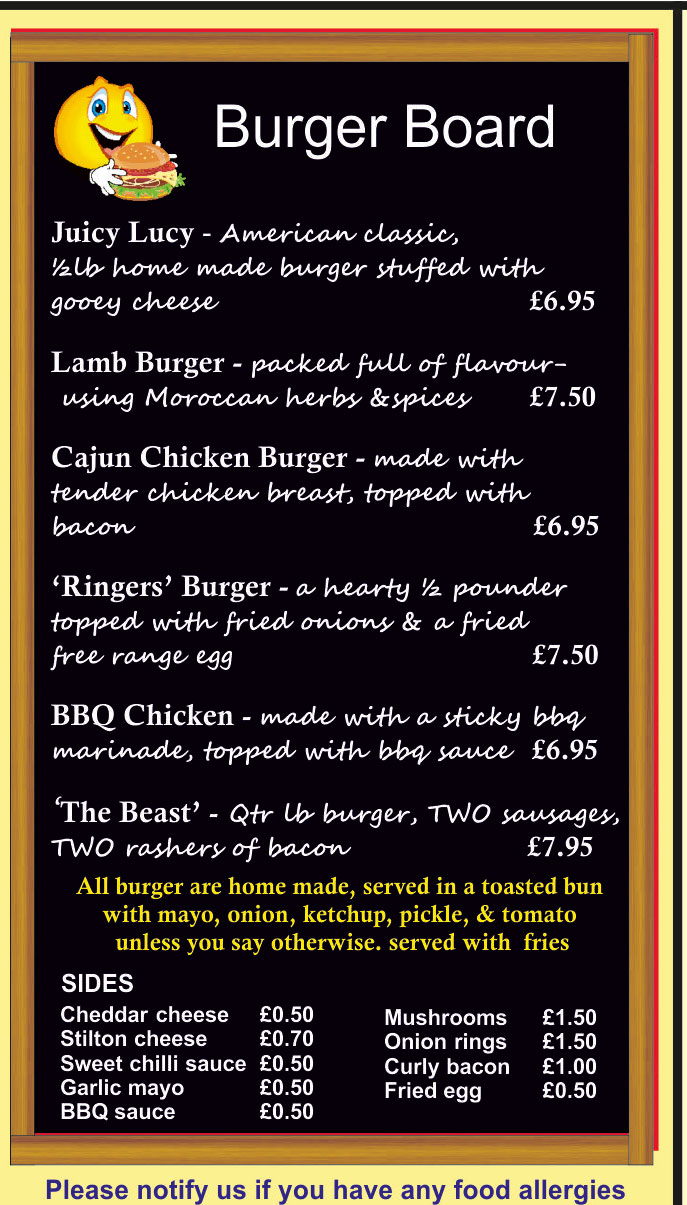 Burger Board
Juicy Lucy - American classic,
½lb home made burger stuffed with
gooey cheese £6.95
Lamb Burger - packed full of flavour-
using Moroccan herbs &spices £7.50
Cajun Chicken Burger - made with
tender chicken breast, topped with
bacon £6.95
‘Ringers’ Burger - a hearty ½ pounder
topped with fried onions & a fried
free range egg £7.50
BBQ Chicken - made with a sticky bbq
marinade, topped with bbq sauce £6.95
‘The Beast’ - Qtr lb burger, TWO sausages,
TWO rashers of bacon £7.95
All burger are home made, served in a toasted bun
with mayo, onion, ketchup, pickle, & tomato
unless you say otherwise. served with fries
SIDES
Cheddar cheese £0.50
Stilton cheese £0.70
Sweet chilli sauce £0.50
Garlic mayo £0.50
BBQ sauce £0.50
Mushrooms £1.50
Onion rings £1.50
Curly bacon £1.00
Fried egg £0.50
Please notify us if you have any food allergies